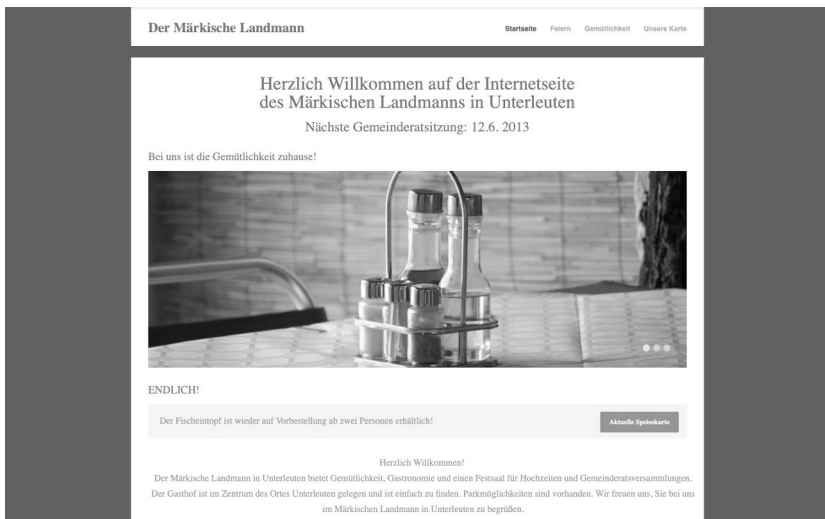 Der Märkische Landmann
Startseite Feiern Gemütlichkeit Unsere Karte
Herzlich Willkommen auf der Internetseite
des Märkischen Landmanns in Unterleuten
Nächste Gemeinderatsitzung: 12.6. 2013
Bei uns ist die Gemütlichkeit zuhause!
ENDLICH!
Der Fischeintopf ist wieder auf Vorbestellung ab zwei Personen erhältlich!
Aktuelle Speisekarte
Herzlich Willkommen!
Der Märkische Landmann in Unterleuten bietet Gemütlichkeit, Gastronomie und einen Festsaal für Hochzeiten und Gemeinderatsversammlungen.
Der Gasthof ist im Zentrum des Ortes Unterleuten gelegen und ist einfach zu finden. Parkmöglichkeiten sind vorhanden. Wir freuen uns, Sie bei uns
im Märkischen Landmann in Unterleuten zu begrüßen.